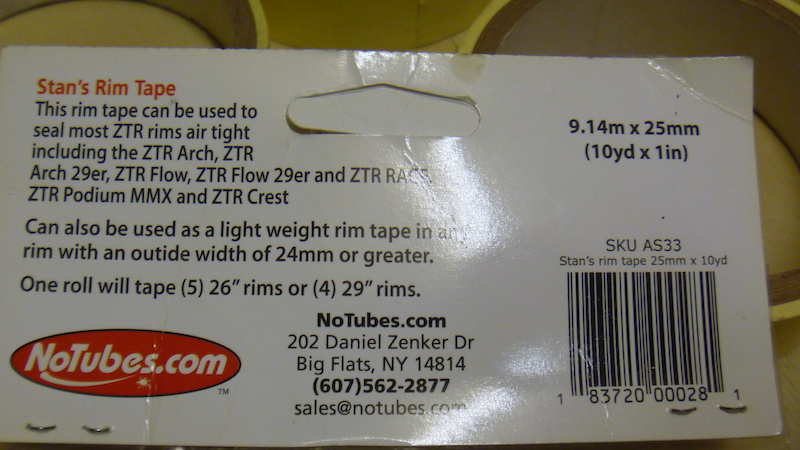 Stan's Rim Tape
This rim tape can be used to
seal most ZTR rims air tight
including the ZTR Arch, ZTR
Arch 29er, ZTR Flow, ZTR Flow 29er and ZTR RACE,
ZTR Podium MMX and ZTR Crest
Can also be used as a light weight rim tape in any
rim with an outide width of 24mm or greater.
One roll will tape (5) 26" rims or (4) 29" rims.
9.14m x 25mm
(10yd x 1in)
SKU AS33
Stan's rim tape 25mm x 10yd
1 83720 00028 1
NoTubes.com
TM
NoTubes.com
202 Daniel Zenker Dr
Big Flats, NY 14814
(607)562-2877
sales@notubes.com